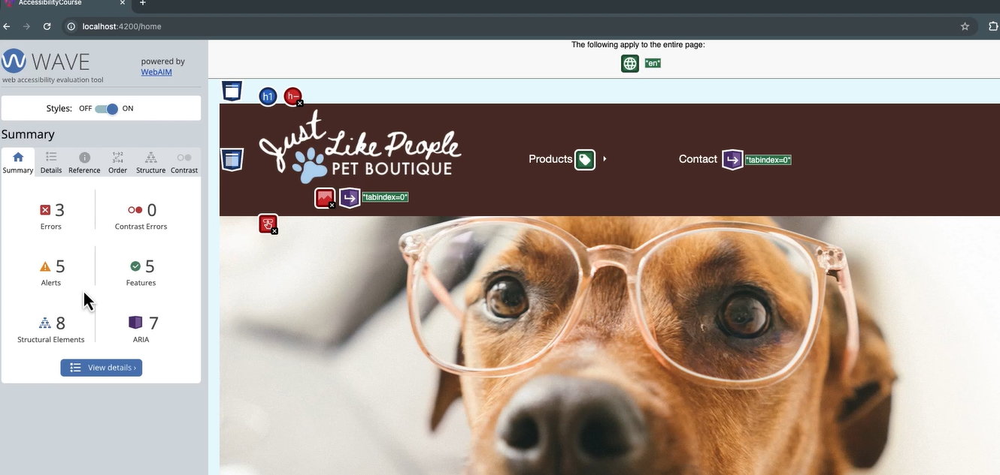 AccessibilityCourse
localhost:4200/home
WAVE
web accessibility evaluation tool
powered by
WebAIM
Styles: OFF ON
Summary
Summary Details Reference Order Structure Contrast
3
Errors
0
Contrast Errors
5
Alerts
5
Features
8
Structural Elements
7
ARIA
View details ›
The following apply to the entire page:
*en*
h1 h–
Just Like People
PET BOUTIQUE
Products
Contact *tabindex=0*
*tabindex=0*